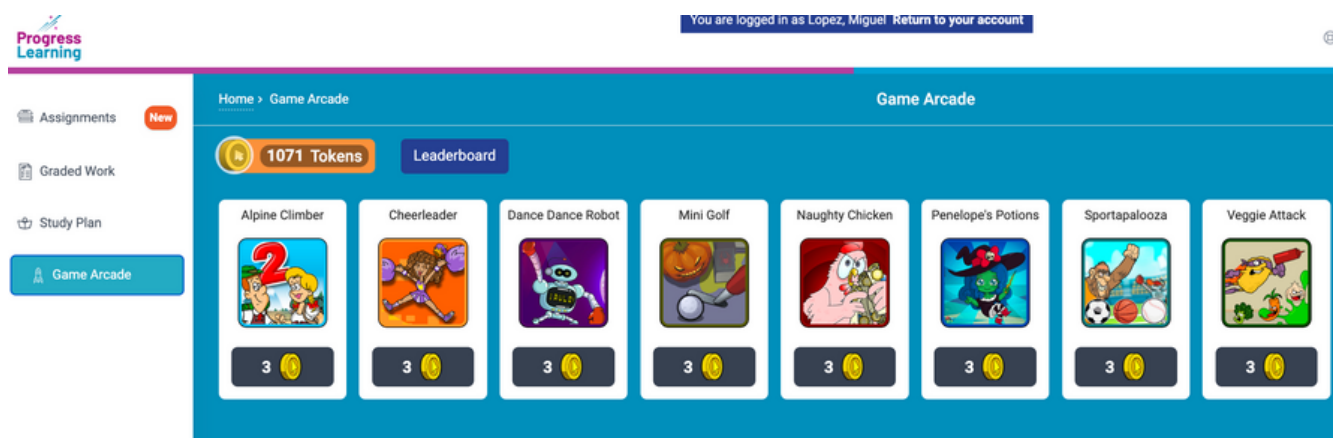 You are logged in as Lopez, Miguel Return to your account
Progress
Learning
Assignments New
Graded Work
Study Plan
Game Arcade
Home › Game Arcade
Game Arcade
1071 Tokens
Leaderboard
Alpine Climber
Cheerleader
Dance Dance Robot
Mini Golf
Naughty Chicken
Penelope's Potions
Sportapalooza
Veggie Attack
2
3
3
3
3
3
3
3
3